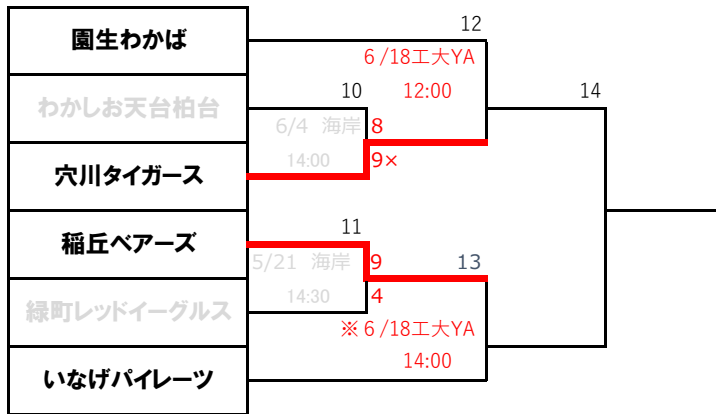 園生わかば
12
6/18工大YA
12:00
10
14
わかしお天台柏台
6/4 海岸
8
14:00
9×
穴川タイガース
11
稲丘ベアーズ
5/21 海岸
9
13
14:30
4
緑町レッドイーグルス
※6/18工大YA
14:00
いなげパイレーツ